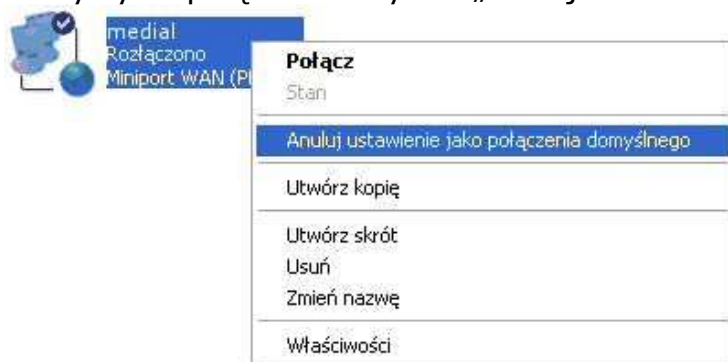 medial
Rozłączono
Miniport WAN
Połącz
Stan
Anuluj ustawienie jako połączenia domyślnego
Utwórz kopię
Utwórz skrót
Usuń
Zmień nazwę
Właściwości